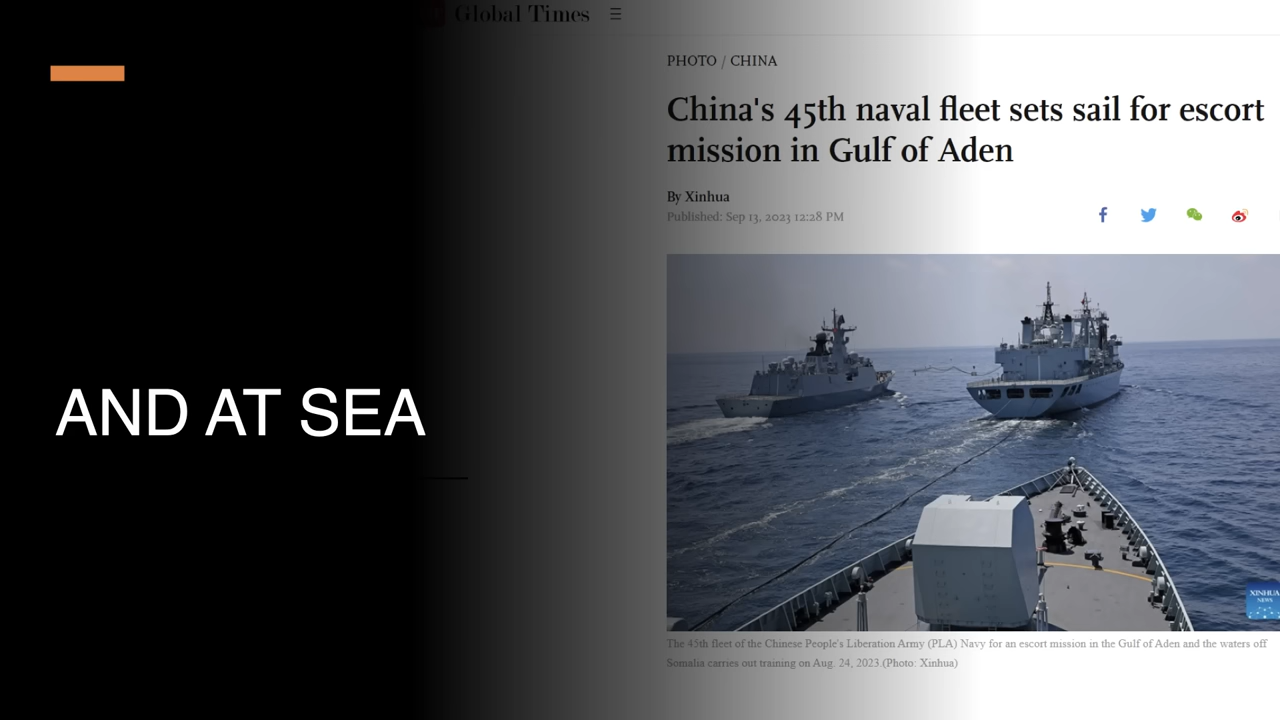 Global Times
PHOTO / CHINA
China's 45th naval fleet sets sail for escort
mission in Gulf of Aden
By Xinhua
Published: Sep 13, 2023 12:28 PM
AND AT SEA
XINHUA
NEWS
The 45th fleet of the Chinese People's Liberation Army (PLA) Navy for an escort mission in the Gulf of Aden and the waters off
Somalia carries out training on Aug. 24, 2023.(Photo: Xinhua)